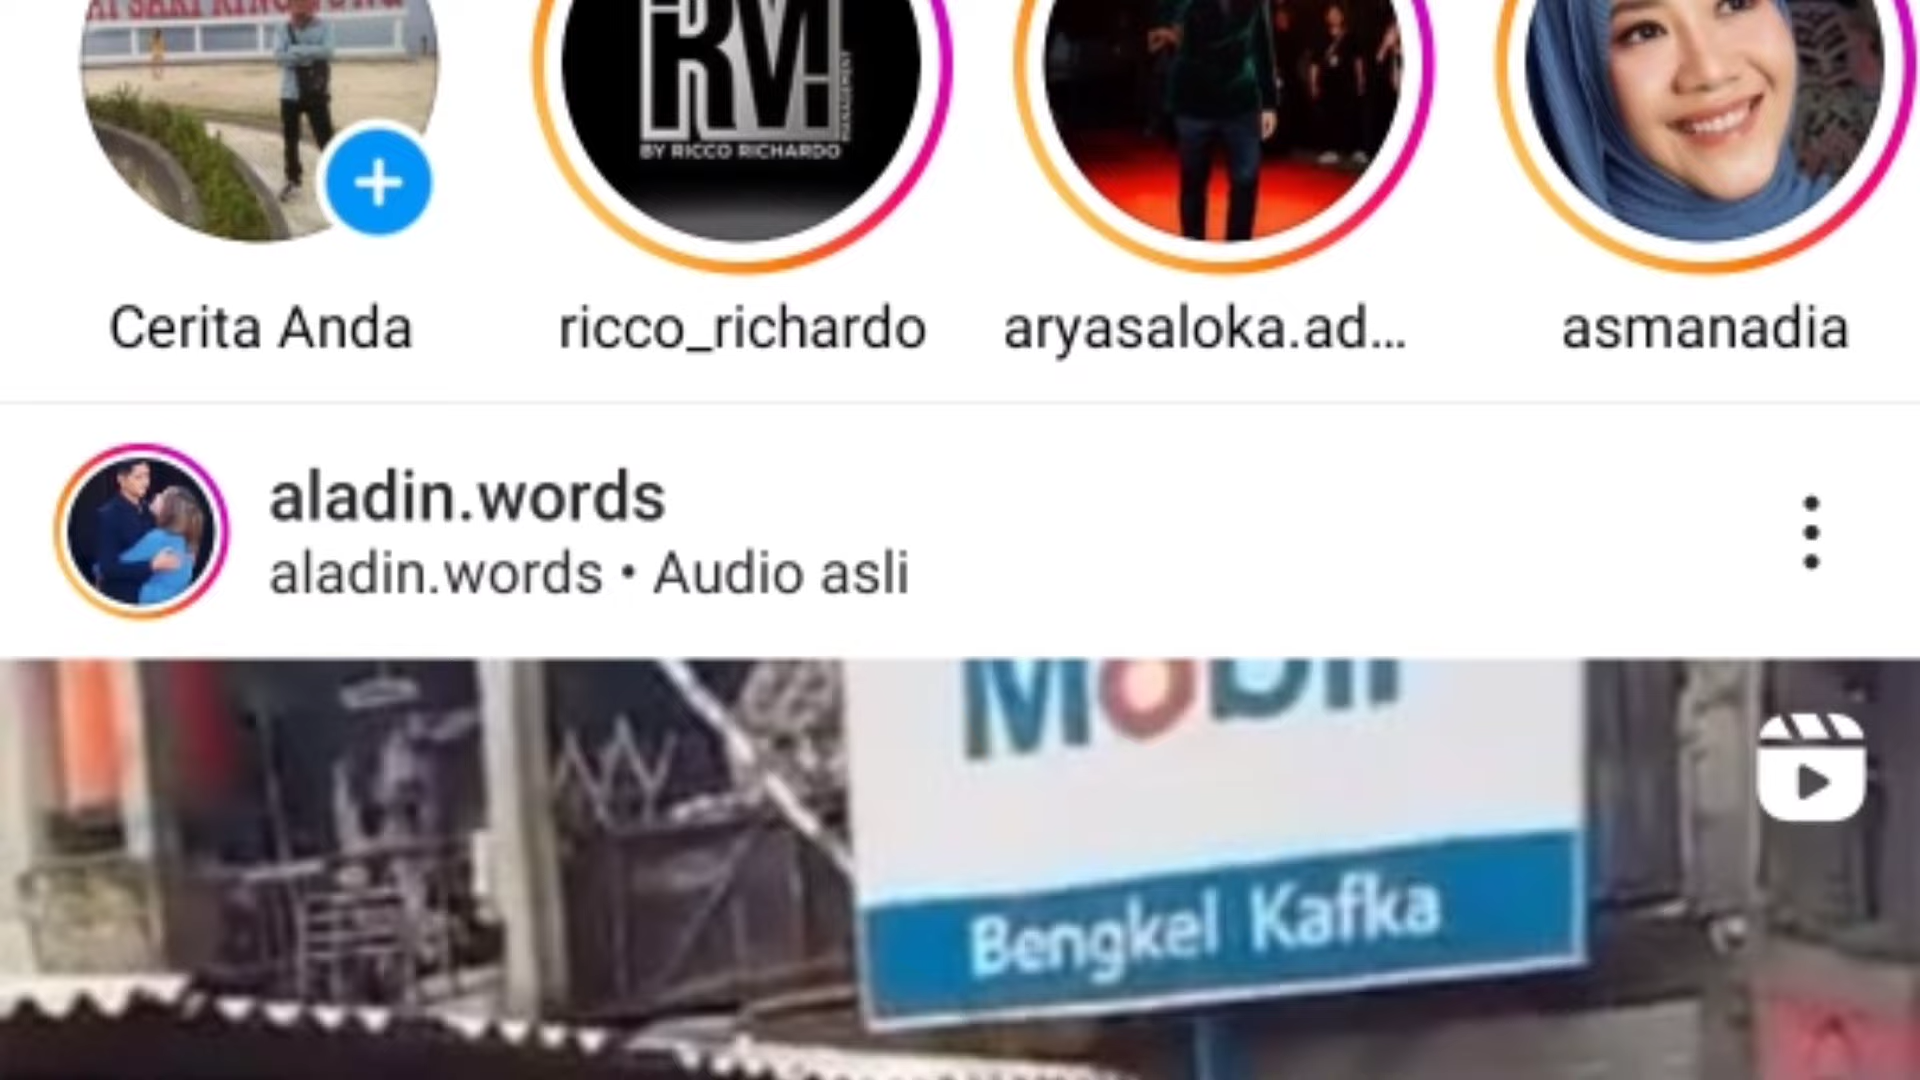 RM
MANAGEMENT
BY RICCO RICHARDO
Cerita Anda
ricco_richardo
aryasaloka.ad...
asmanadia
aladin.words
aladin.words • Audio asli
Mobil
Bengkel Kafka